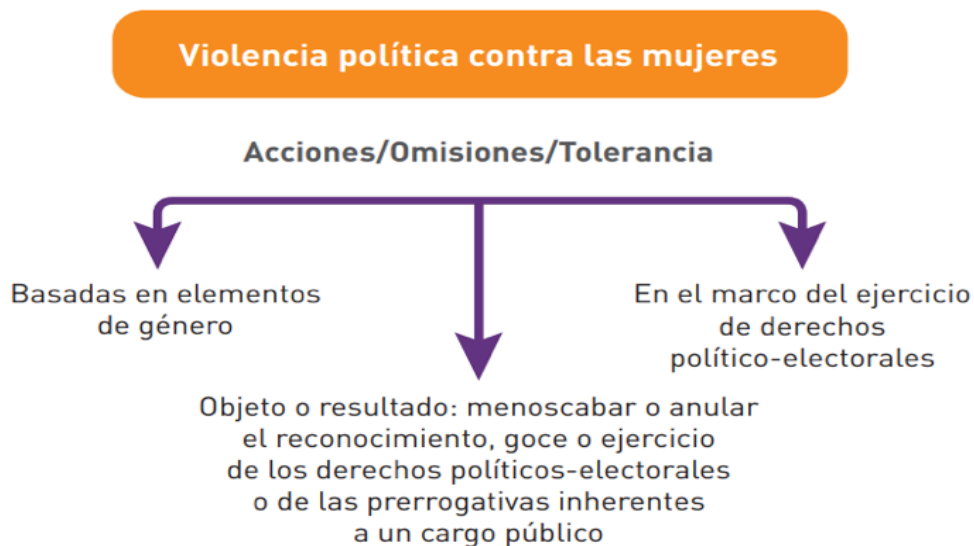 Violencia política contra las mujeres
Acciones/Omisiones/Tolerancia
Basadas en elementos
de género
En el marco del ejercicio
de derechos
político-electorales
Objeto o resultado: menoscabar o anular
el reconocimiento, goce o ejercicio
de los derechos políticos-electorales
o de las prerrogativas inherentes
a un cargo público